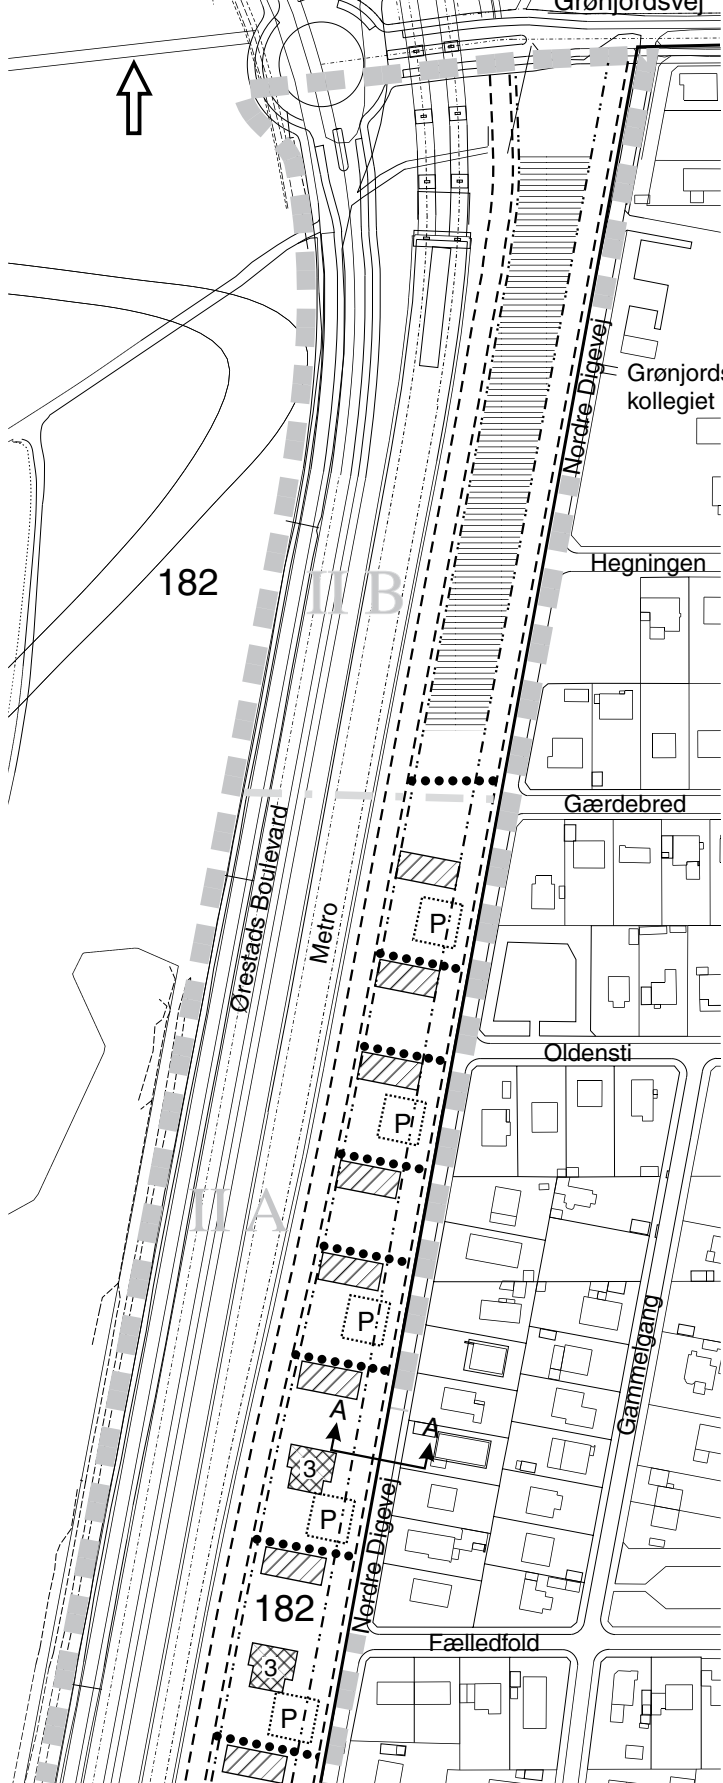 Grønjordsvej
Nordre Digevej
Grønjords
kollegiet
Hegningen
182
II B
Gærdebred
Ørestads Boulevard
Metro
P
Oldensti
P
II A
P
Gammelgang
A
A
3
P
Nordre Digevej
182
Fælledfold
3
P